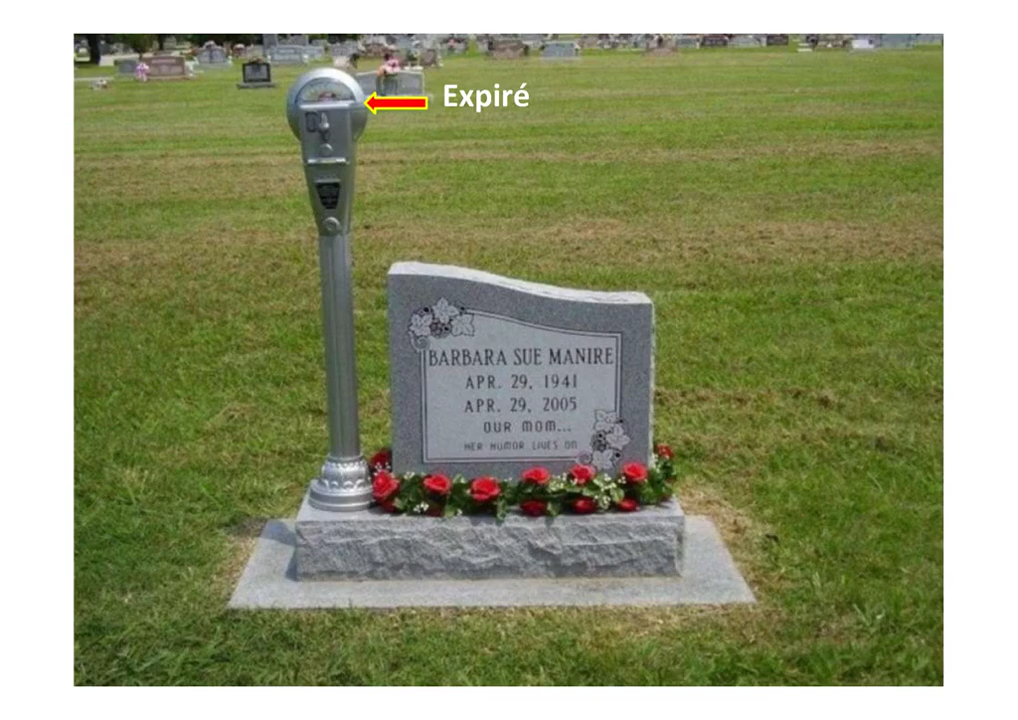 Expiré
BARBARA SUE MANIRE
APR. 29, 1941
APR. 29, 2005
OUR MOM...
HER HUMOR LIVES ON